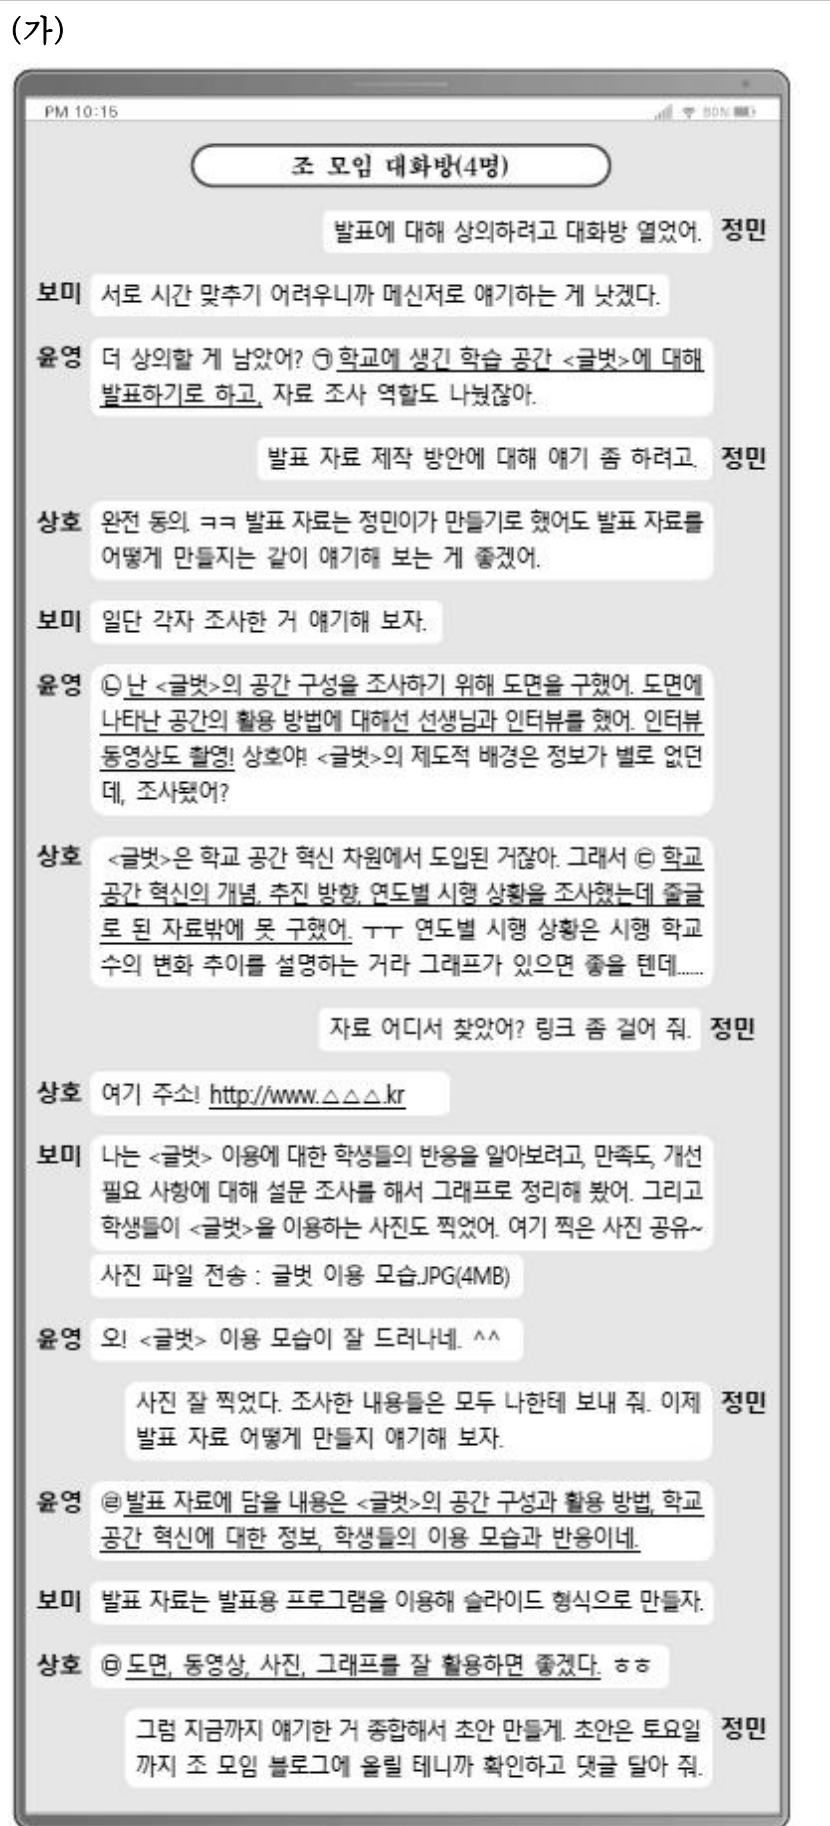 (가)
PM 10:15
80%
조 모임 대화방(4명)
발표에 대해 상의하려고 대화방 열었어. 정민
보미 서로 시간 맞추기 어려우니까 메신저로 얘기하는 게 낫겠다.
윤영 더 상의할 게 남았어? ㉠학교에 생긴 학습 공간 <글벗>에 대해
발표하기로 하고, 자료 조사 역할도 나눴잖아.
발표 자료 제작 방안에 대해 얘기 좀 하려고. 정민
상호 완전 동의. ㅋㅋ 발표 자료는 정민이가 만들기로 했어도 발표 자료를
어떻게 만들지는 같이 얘기해 보는 게 좋겠어.
보미 일단 각자 조사한 거 얘기해 보자.
윤영 ㉡난 <글벗>의 공간 구성을 조사하기 위해 도면을 구했어. 도면에
나타난 공간의 활용 방법에 대해선 선생님과 인터뷰를 했어. 인터뷰
동영상도 촬영! 상호야! <글벗>의 제도적 배경은 정보가 별로 없던
데, 조사됐어?
상호 <글벗>은 학교 공간 혁신 차원에서 도입된 거잖아. 그래서 ㉢학교
공간 혁신의 개념, 추진 방향, 연도별 시행 상황을 조사했는데 줄글
로 된 자료밖에 못 구했어. ㅜㅜ 연도별 시행 상황은 시행 학교
수의 변화 추이를 설명하는 거라 그래프가 있으면 좋을 텐데......
자료 어디서 찾았어? 링크 좀 걸어 줘. 정민
상호 여기 주소! http://www.△△△.kr
보미 나는 <글벗> 이용에 대한 학생들의 반응을 알아보려고, 만족도, 개선
필요 사항에 대해 설문 조사를 해서 그래프로 정리해 봤어. 그리고
학생들이 <글벗>을 이용하는 사진도 찍었어. 여기 찍은 사진 공유~
사진 파일 전송 : 글벗 이용 모습.JPG(4MB)
윤영 오! <글벗> 이용 모습이 잘 드러나네. ^^
사진 잘 찍었다. 조사한 내용들은 모두 나한테 보내 줘. 이제 정민
발표 자료 어떻게 만들지 얘기해 보자.
윤영 ㉣발표 자료에 담을 내용은 <글벗>의 공간 구성과 활용 방법, 학교
공간 혁신에 대한 정보, 학생들의 이용 모습과 반응이네.
보미 발표 자료는 발표용 프로그램을 이용해 슬라이드 형식으로 만들자.
상호 ㉤도면, 동영상, 사진, 그래프를 잘 활용하면 좋겠다. ㅎㅎ
그럼 지금까지 얘기한 거 종합해서 초안 만들게. 초안은 토요일 정민
까지 조 모임 블로그에 올릴 테니까 확인하고 댓글 달아 줘.